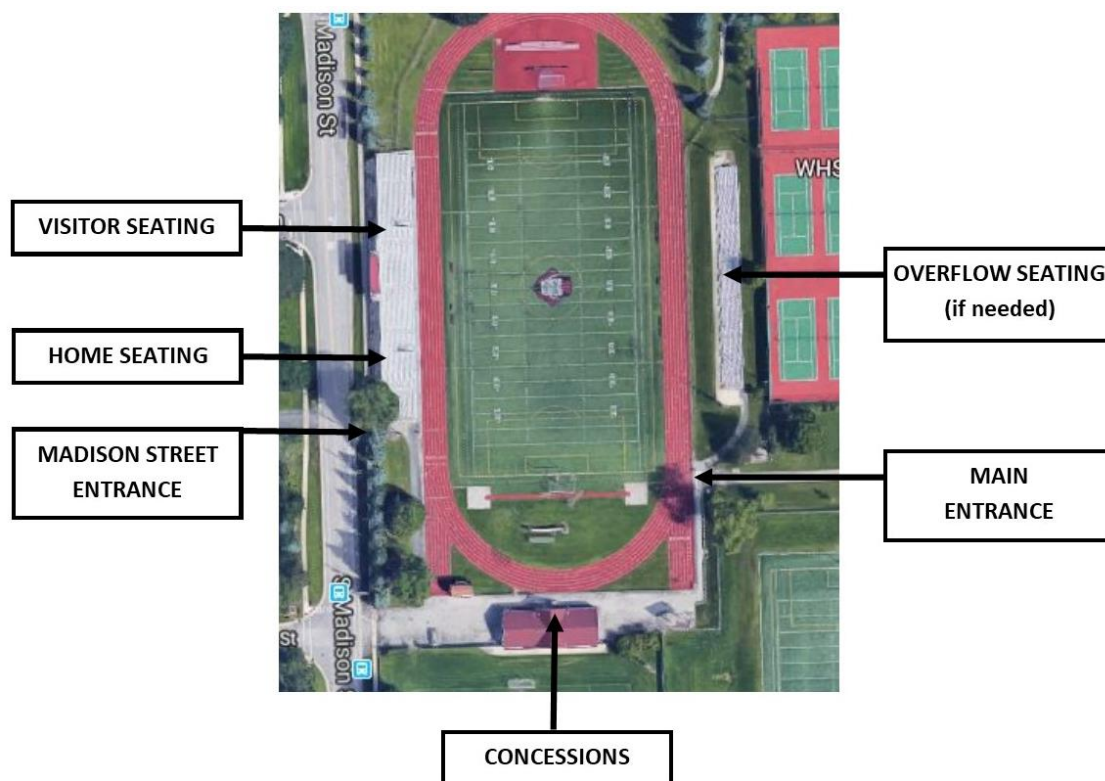 Madison St
WHS
VISITOR SEATING
OVERFLOW SEATING
(if needed)
HOME SEATING
MADISON STREET
ENTRANCE
MAIN
ENTRANCE
S Madison S
St
CONCESSIONS